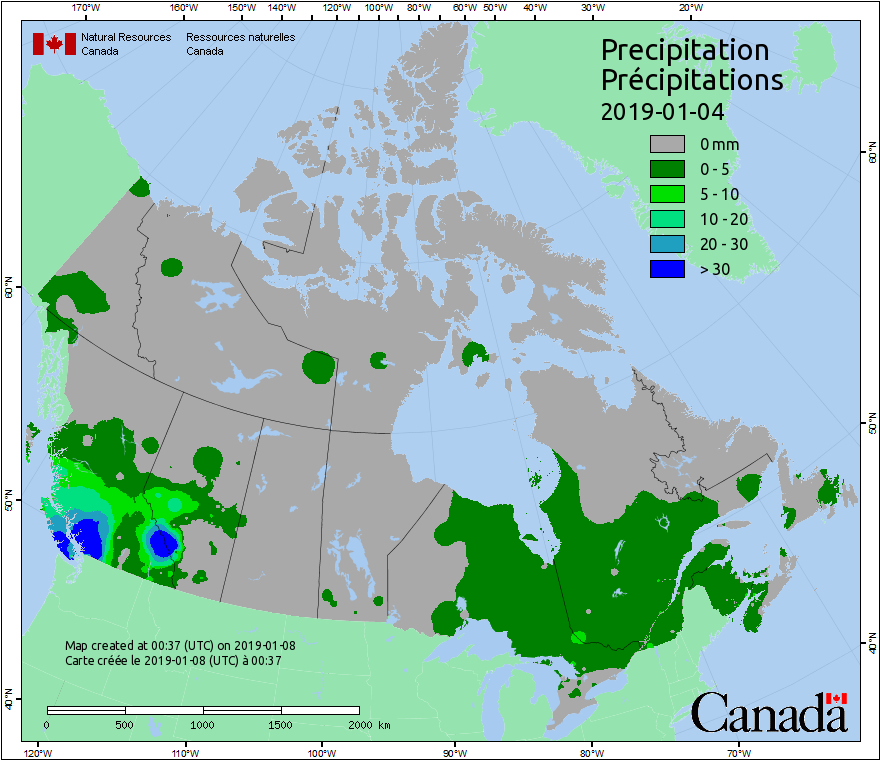 170°W 160°W 150°W 140°W 120°W 100°W 80°W 60°W 50°W 40°W 30°W 20°W
Natural Resources Ressources naturelles
Canada Canada
Precipitation
Précipitations
2019-01-04
0 mm
0 - 5
5 - 10
10 - 20
20 - 30
> 30
60°N
60°N
50°N
50°N
40°N
40°N
Map created at 00:37 (UTC) on 2019-01-08
Carte créée le 2019-01-08 (UTC) à 00:37
0 500 1000 1500 2000 km
Canada
120°W 110°W 100°W 90°W 80°W 70°W